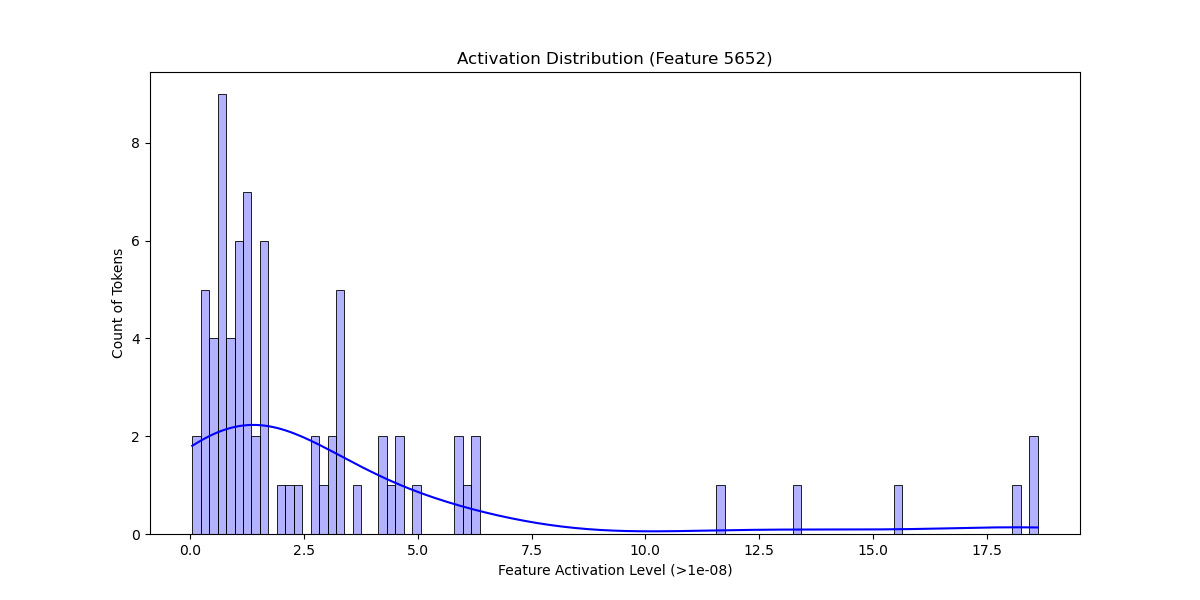 Activation Distribution (Feature 5652)
Count of Tokens
8
6
4
2
0
0.0 2.5 5.0 7.5 10.0 12.5 15.0 17.5
Feature Activation Level (>1e-08)